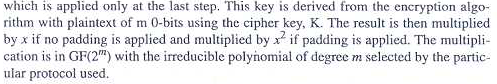 which is applied only at the last step. This key is derived from the encryption algo-
rithm with plaintext of m 0-bits using the cipher key, K. The result is then multiplied
by x if no padding is applied and multiplied by x² if padding is applied. The multipli-
cation is in GF(2ᵐ) with the irreducible polynomial of degree m selected by the partic-
ular protocol used.